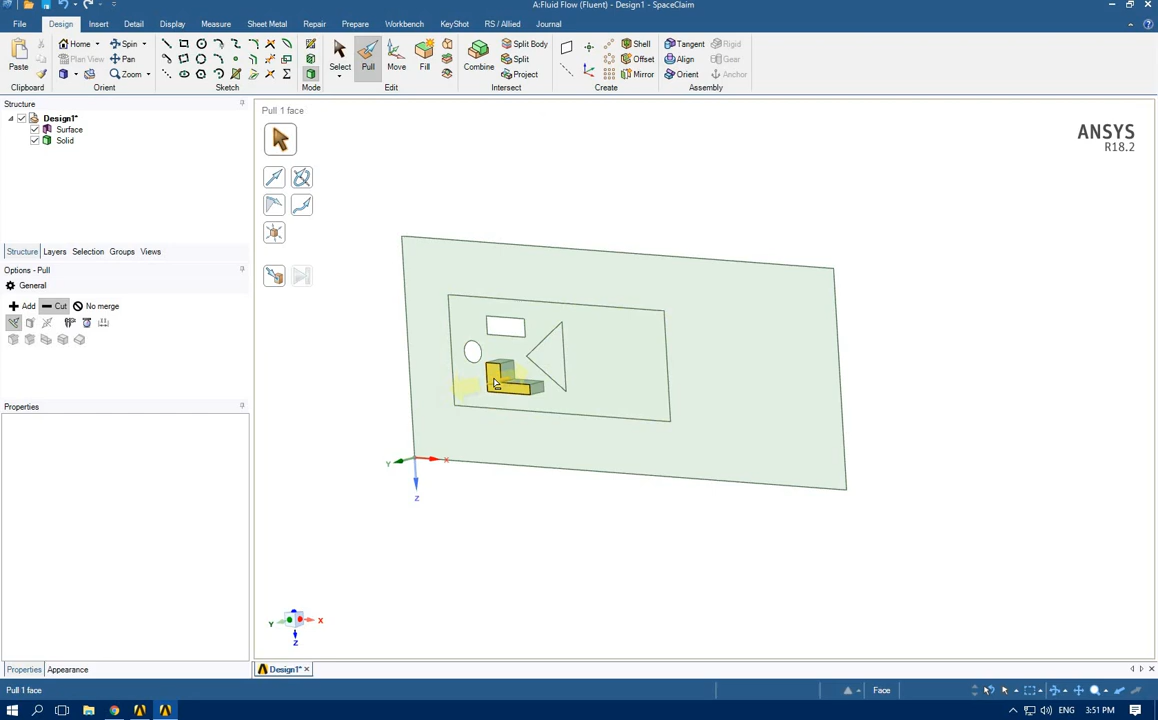 A:Fluid Flow (Fluent) - Design1 - SpaceClaim
File Design Insert Detail Display Measure Sheet Metal Repair Prepare Workbench KeyShot RS / Allied Journal
Home Spin Select Pull Move Fill Combine Split Body Shell Tangent Rigid
Paste Plan View Pan Split Offset Align Gear
Zoom Project Mirror Orient Anchor
Clipboard Orient Sketch Mode Edit Intersect Create Assembly
Structure
Design1*
Surface
Solid
Structure Layers Selection Groups Views
Options - Pull
General
Add Cut No merge
Properties
Properties Appearance
Pull 1 face
ANSYS
R18.2
Y X
Z
Y X
Z
Design1*
Pull 1 face
Face
ENG 3:51 PM